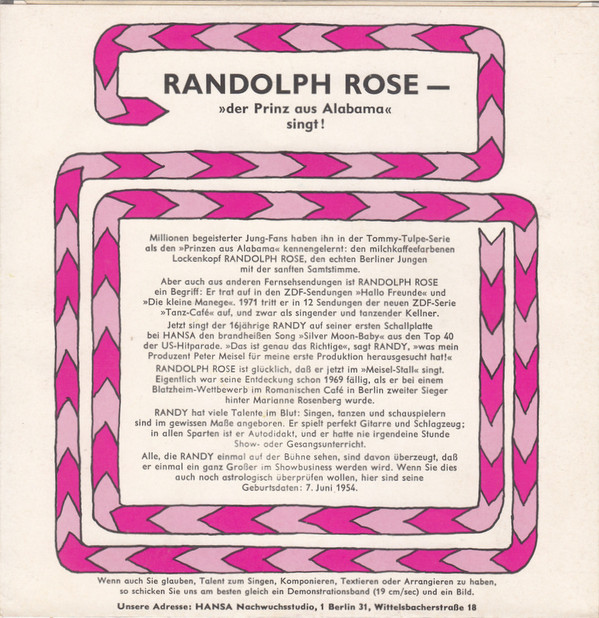 RANDOLPH ROSE —
»der Prinz aus Alabama«
singt!
Millionen begeisterter Jung-Fans haben ihn in der Tommy-Tulpe-Serie
als den »Prinzen aus Alabama« kennengelernt: den milchkaffeefarbenen
Lockenkopf RANDOLPH ROSE, den echten Berliner Jungen
mit der sanften Samtstimme.
Aber auch aus anderen Fernsehsendungen ist RANDOLPH ROSE
ein Begriff: Er trat auf in den ZDF-Sendungen »Hallo Freunde« und
»Die kleine Manege«. 1971 tritt er in 12 Sendungen der neuen ZDF-Serie
»Tanz-Café« auf, und zwar als singender und tanzender Kellner.
Jetzt singt der 16jährige RANDY auf seiner ersten Schallplatte
bei HANSA den brandheißen Song »Silver Moon-Baby« aus den Top 40
der US-Hitparade. »Das ist genau das Richtige«, sagt RANDY, »was mein
Produzent Peter Meisel für meine erste Produktion herausgesucht hat!«
RANDOLPH ROSE ist glücklich, daß er jetzt im »Meisel-Stall« singt.
Eigentlich war seine Entdeckung schon 1969 fällig, als er bei einem
Blatzheim-Wettbewerb im Romanischen Café in Berlin zweiter Sieger
hinter Marianne Rosenberg wurde.
RANDY hat viele Talente im Blut: Singen, tanzen und schauspielern
sind im gewissen Maße angeboren. Er spielt perfekt Gitarre und Schlagzeug;
in allen Sparten ist er Autodidakt, und er hatte nie irgendeine Stunde
Show- oder Gesangunterricht.
Alle, die RANDY einmal auf der Bühne sehen, sind davon überzeugt, daß
er einmal ein ganz Großer im Showbusiness werden wird. Wenn Sie dies
auch noch astrologisch überprüfen wollen, hier sind seine
Geburtsdaten: 7. Juni 1954.
Wenn auch Sie glauben, Talent zum Singen, Komponieren, Textieren oder Arrangieren zu haben,
so schicken Sie uns am besten gleich ein Demonstrationsband (19 cm/sec) und ein Bild.
Unsere Adresse: HANSA Nachwuchsstudio, 1 Berlin 31, Wittelsbacherstraße 18